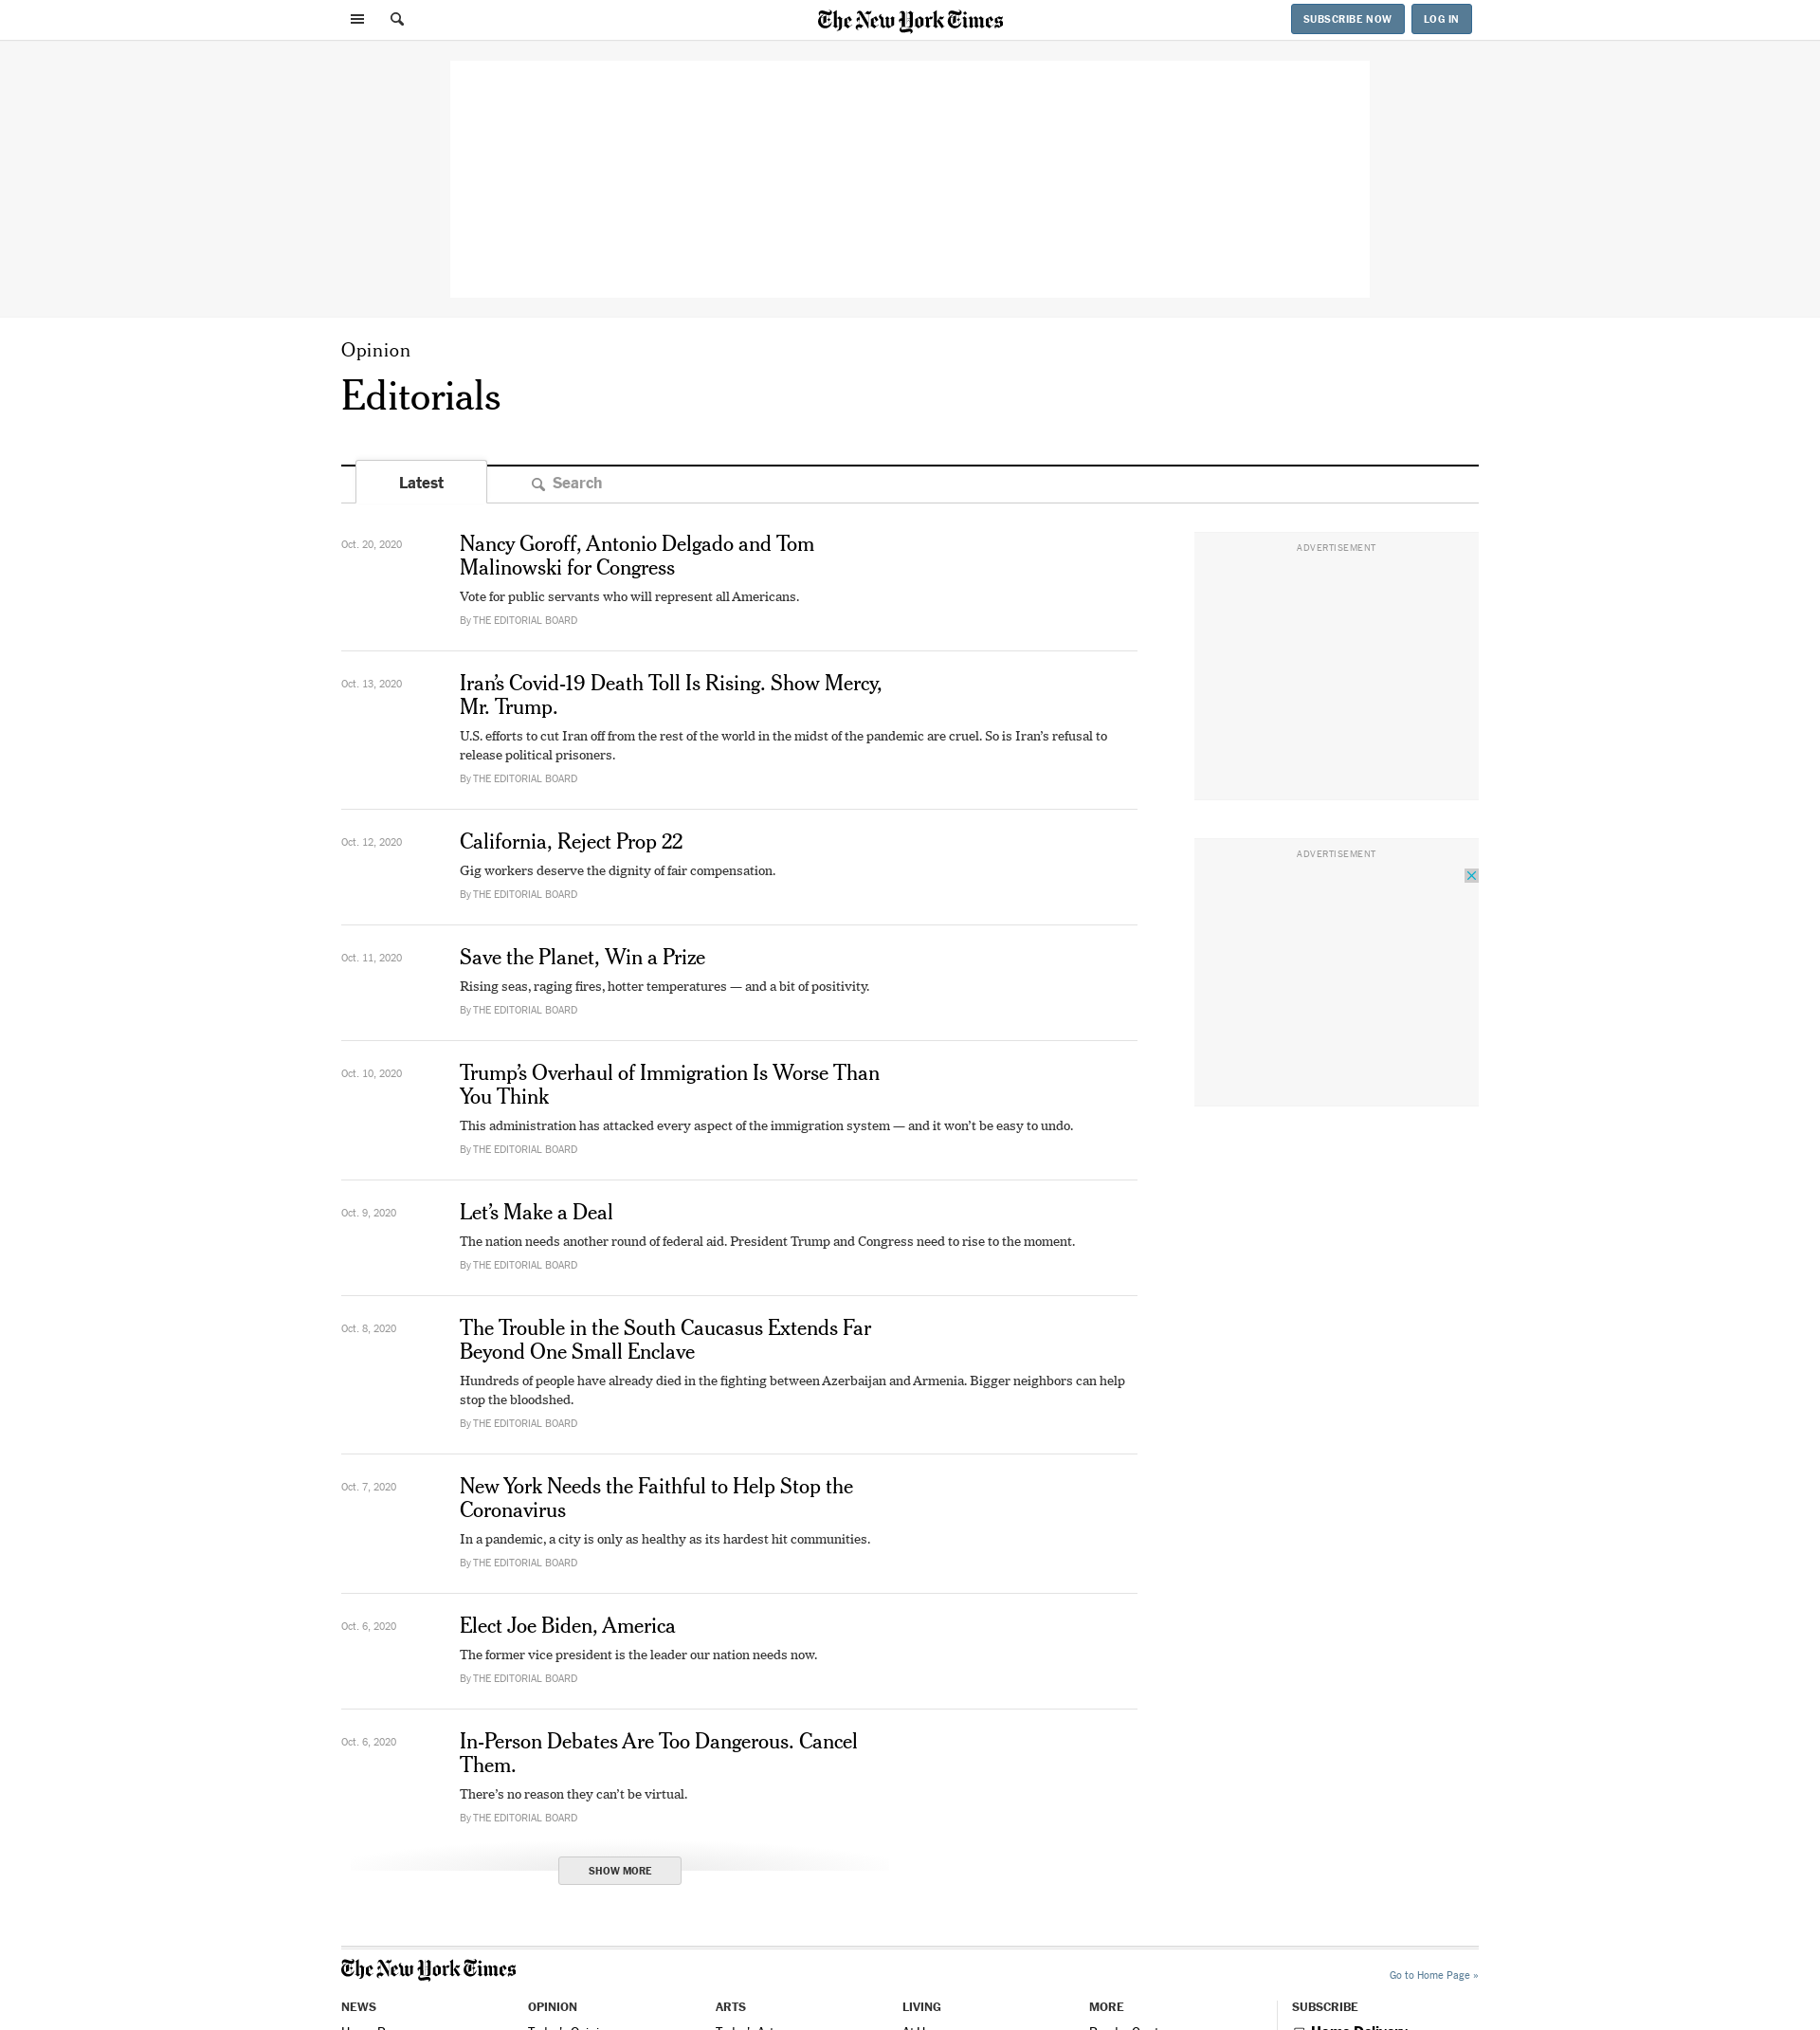 The New York Times
SUBSCRIBE NOW
LOG IN
Opinion
Editorials
Latest
Search
Oct. 20, 2020
Nancy Goroff, Antonio Delgado and Tom
Malinowski for Congress
Vote for public servants who will represent all Americans.
By THE EDITORIAL BOARD
Oct. 13, 2020
Iran’s Covid-19 Death Toll Is Rising. Show Mercy,
Mr. Trump.
U.S. efforts to cut Iran off from the rest of the world in the midst of the pandemic are cruel. So is Iran’s refusal to
release political prisoners.
By THE EDITORIAL BOARD
Oct. 12, 2020
California, Reject Prop 22
Gig workers deserve the dignity of fair compensation.
By THE EDITORIAL BOARD
Oct. 11, 2020
Save the Planet, Win a Prize
Rising seas, raging fires, hotter temperatures — and a bit of positivity.
By THE EDITORIAL BOARD
Oct. 10, 2020
Trump’s Overhaul of Immigration Is Worse Than
You Think
This administration has attacked every aspect of the immigration system — and it won’t be easy to undo.
By THE EDITORIAL BOARD
Oct. 9, 2020
Let’s Make a Deal
The nation needs another round of federal aid. President Trump and Congress need to rise to the moment.
By THE EDITORIAL BOARD
Oct. 8, 2020
The Trouble in the South Caucasus Extends Far
Beyond One Small Enclave
Hundreds of people have already died in the fighting between Azerbaijan and Armenia. Bigger neighbors can help
stop the bloodshed.
By THE EDITORIAL BOARD
Oct. 7, 2020
New York Needs the Faithful to Help Stop the
Coronavirus
In a pandemic, a city is only as healthy as its hardest hit communities.
By THE EDITORIAL BOARD
Oct. 6, 2020
Elect Joe Biden, America
The former vice president is the leader our nation needs now.
By THE EDITORIAL BOARD
Oct. 6, 2020
In-Person Debates Are Too Dangerous. Cancel
Them.
There’s no reason they can’t be virtual.
By THE EDITORIAL BOARD
SHOW MORE
ADVERTISEMENT
ADVERTISEMENT
The New York Times
Go to Home Page »
NEWS
OPINION
ARTS
LIVING
MORE
SUBSCRIBE
Home Delivery